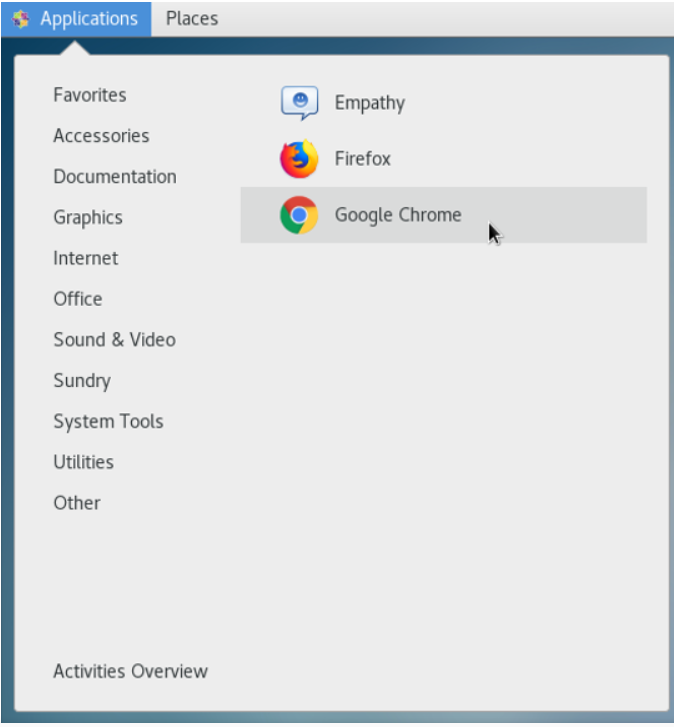 Applications Places
Favorites
Accessories
Documentation
Graphics
Internet
Office
Sound & Video
Sundry
System Tools
Utilities
Other
Activities Overview
Empathy
Firefox
Google Chrome